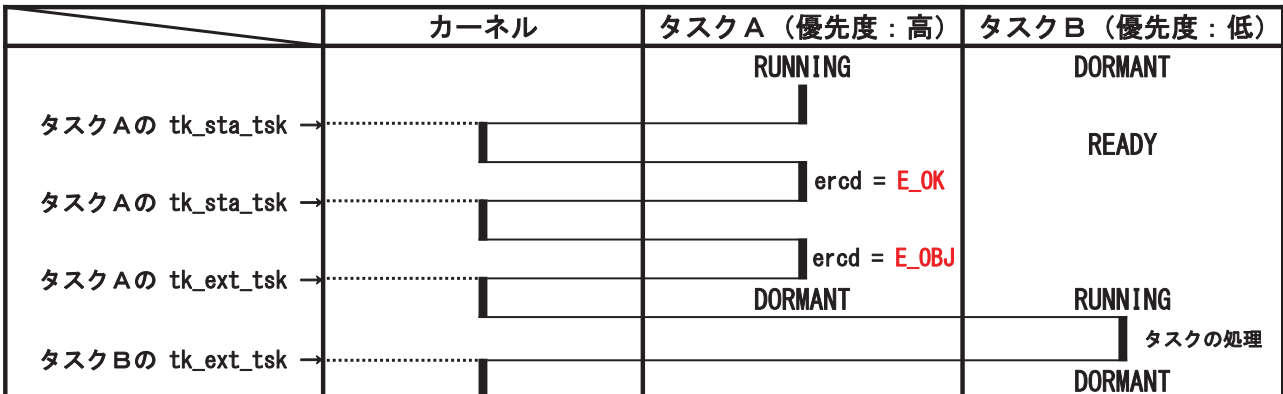 カーネル タスクA（優先度：高） タスクB（優先度：低）
RUNNING DORMANT
タスクAの tk_sta_tsk →
READY
ercd = E_OK
タスクAの tk_sta_tsk →
ercd = E_OBJ
タスクAの tk_ext_tsk →
DORMANT RUNNING
タスクの処理
タスクBの tk_ext_tsk →
DORMANT